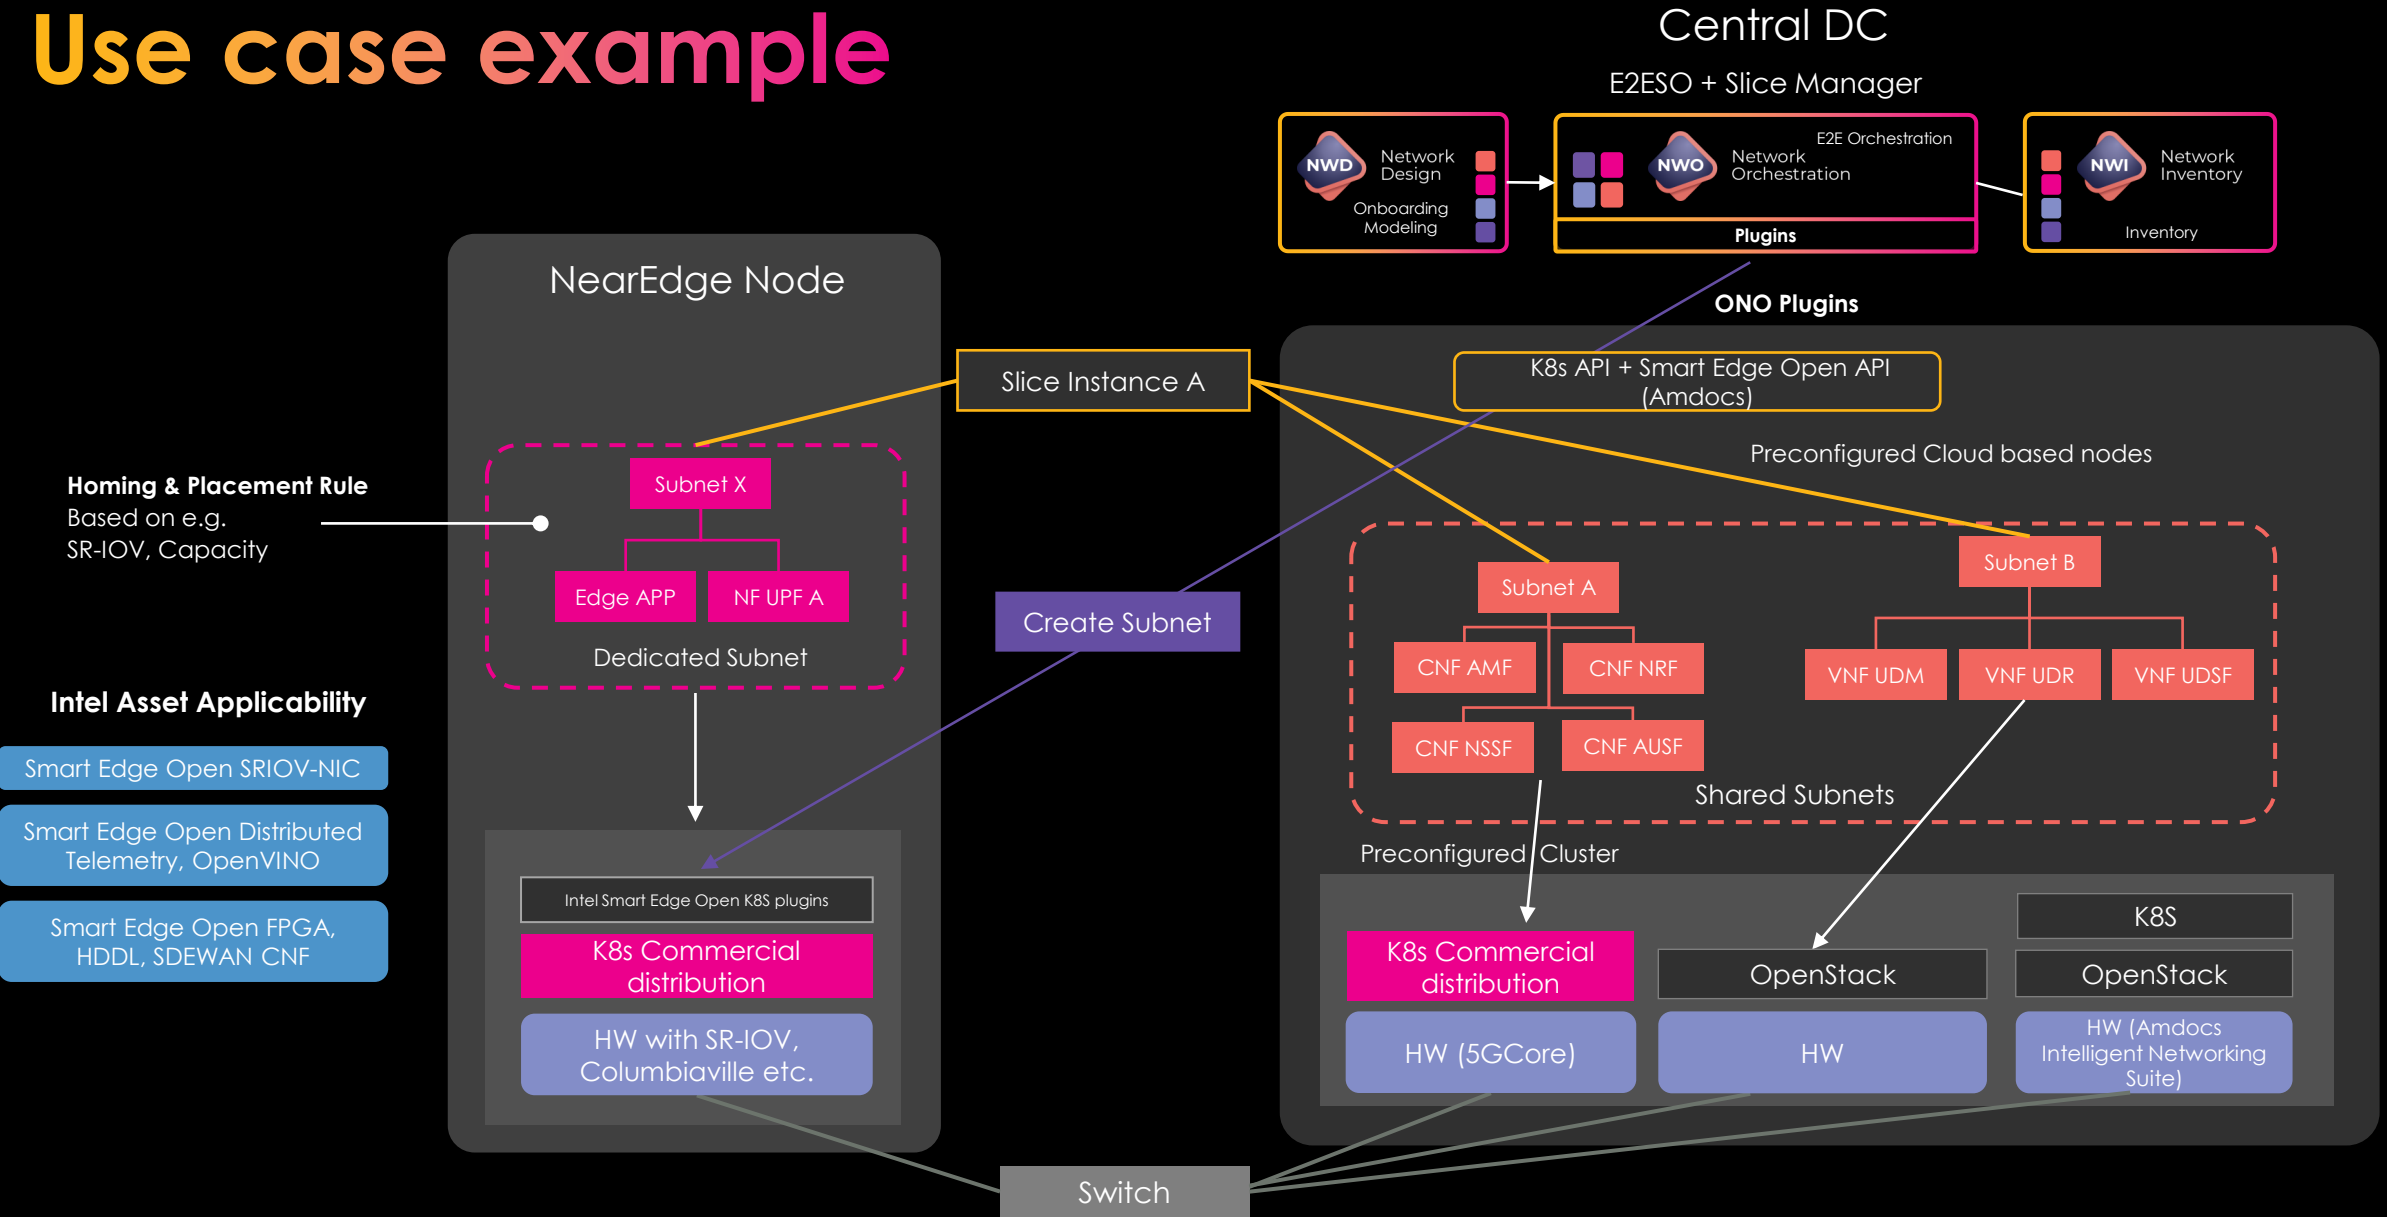 Use case example
Central DC
E2ESO + Slice Manager
NWD
Network
Design
Onboarding
Modeling
NWO
E2E Orchestration
Network
Orchestration
Plugins
NWI
Network
Inventory
Inventory
ONO Plugins
NearEdge Node
Slice Instance A
K8s API + Smart Edge Open API
(Amdocs)
Preconfigured Cloud based nodes
Homing & Placement Rule
Based on e.g.
SR-IOV, Capacity
Subnet X
Edge APP
NF UPF A
Dedicated Subnet
Create Subnet
Subnet A
CNF AMF
CNF NRF
CNF NSSF
CNF AUSF
Subnet B
VNF UDM
VNF UDR
VNF UDSF
Shared Subnets
Intel Asset Applicability
Smart Edge Open SRIOV-NIC
Smart Edge Open Distributed
Telemetry, OpenVINO
Smart Edge Open FPGA,
HDDL, SDEWAN CNF
Intel Smart Edge Open K8S plugins
K8s Commercial
distribution
HW with SR-IOV,
Columbiaville etc.
Preconfigured Cluster
K8s Commercial
distribution
HW (5GCore)
OpenStack
HW
K8S
OpenStack
HW (Amdocs
Intelligent Networking
Suite)
Switch